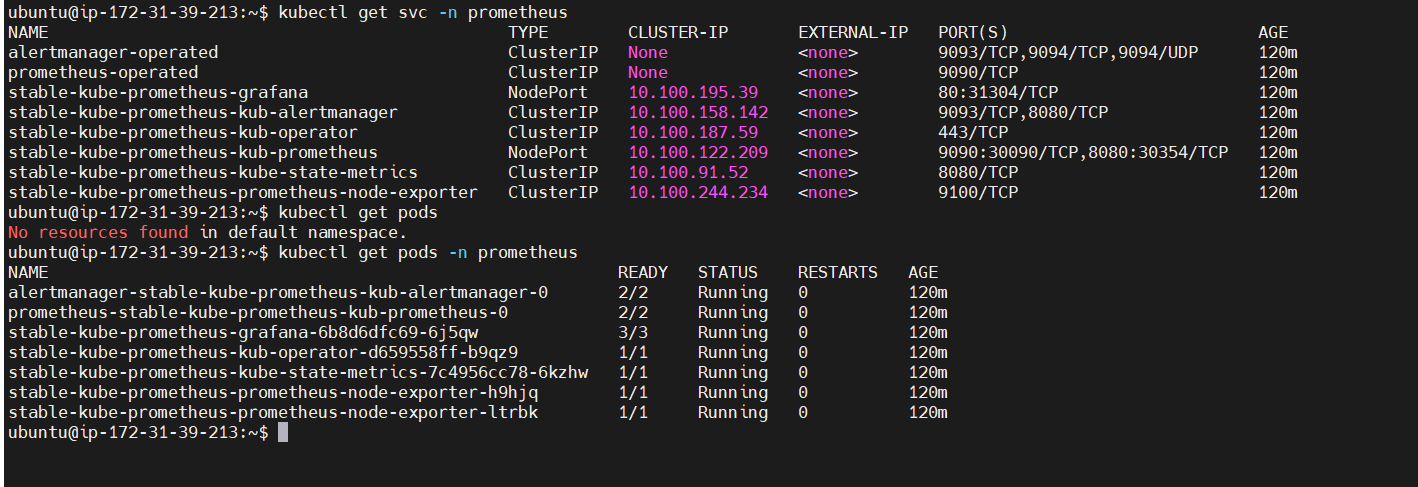 ubuntu@ip-172-31-39-213:~$ kubectl get svc -n prometheus
NAME TYPE CLUSTER-IP EXTERNAL-IP PORT(S) AGE
alertmanager-operated ClusterIP None <none> 9093/TCP,9094/TCP,9094/UDP 120m
prometheus-operated ClusterIP None <none> 9090/TCP 120m
stable-kube-prometheus-grafana NodePort 10.100.195.39 <none> 80:31304/TCP 120m
stable-kube-prometheus-kub-alertmanager ClusterIP 10.100.158.142 <none> 9093/TCP,8080/TCP 120m
stable-kube-prometheus-kub-operator ClusterIP 10.100.187.59 <none> 443/TCP 120m
stable-kube-prometheus-kub-prometheus NodePort 10.100.122.209 <none> 9090:30090/TCP,8080:30354/TCP 120m
stable-kube-prometheus-kube-state-metrics ClusterIP 10.100.91.52 <none> 8080/TCP 120m
stable-kube-prometheus-prometheus-node-exporter ClusterIP 10.100.244.234 <none> 9100/TCP 120m
ubuntu@ip-172-31-39-213:~$ kubectl get pods
No resources found in default namespace.
ubuntu@ip-172-31-39-213:~$ kubectl get pods -n prometheus
NAME READY STATUS RESTARTS AGE
alertmanager-stable-kube-prometheus-kub-alertmanager-0 2/2 Running 0 120m
prometheus-stable-kube-prometheus-kub-prometheus-0 2/2 Running 0 120m
stable-kube-prometheus-grafana-6b8d6dfc69-6j5qw 3/3 Running 0 120m
stable-kube-prometheus-kub-operator-d659558ff-b9qz9 1/1 Running 0 120m
stable-kube-prometheus-kube-state-metrics-7c4956cc78-6kzhw 1/1 Running 0 120m
stable-kube-prometheus-prometheus-node-exporter-h9hjq 1/1 Running 0 120m
stable-kube-prometheus-prometheus-node-exporter-ltrbk 1/1 Running 0 120m
ubuntu@ip-172-31-39-213:~$